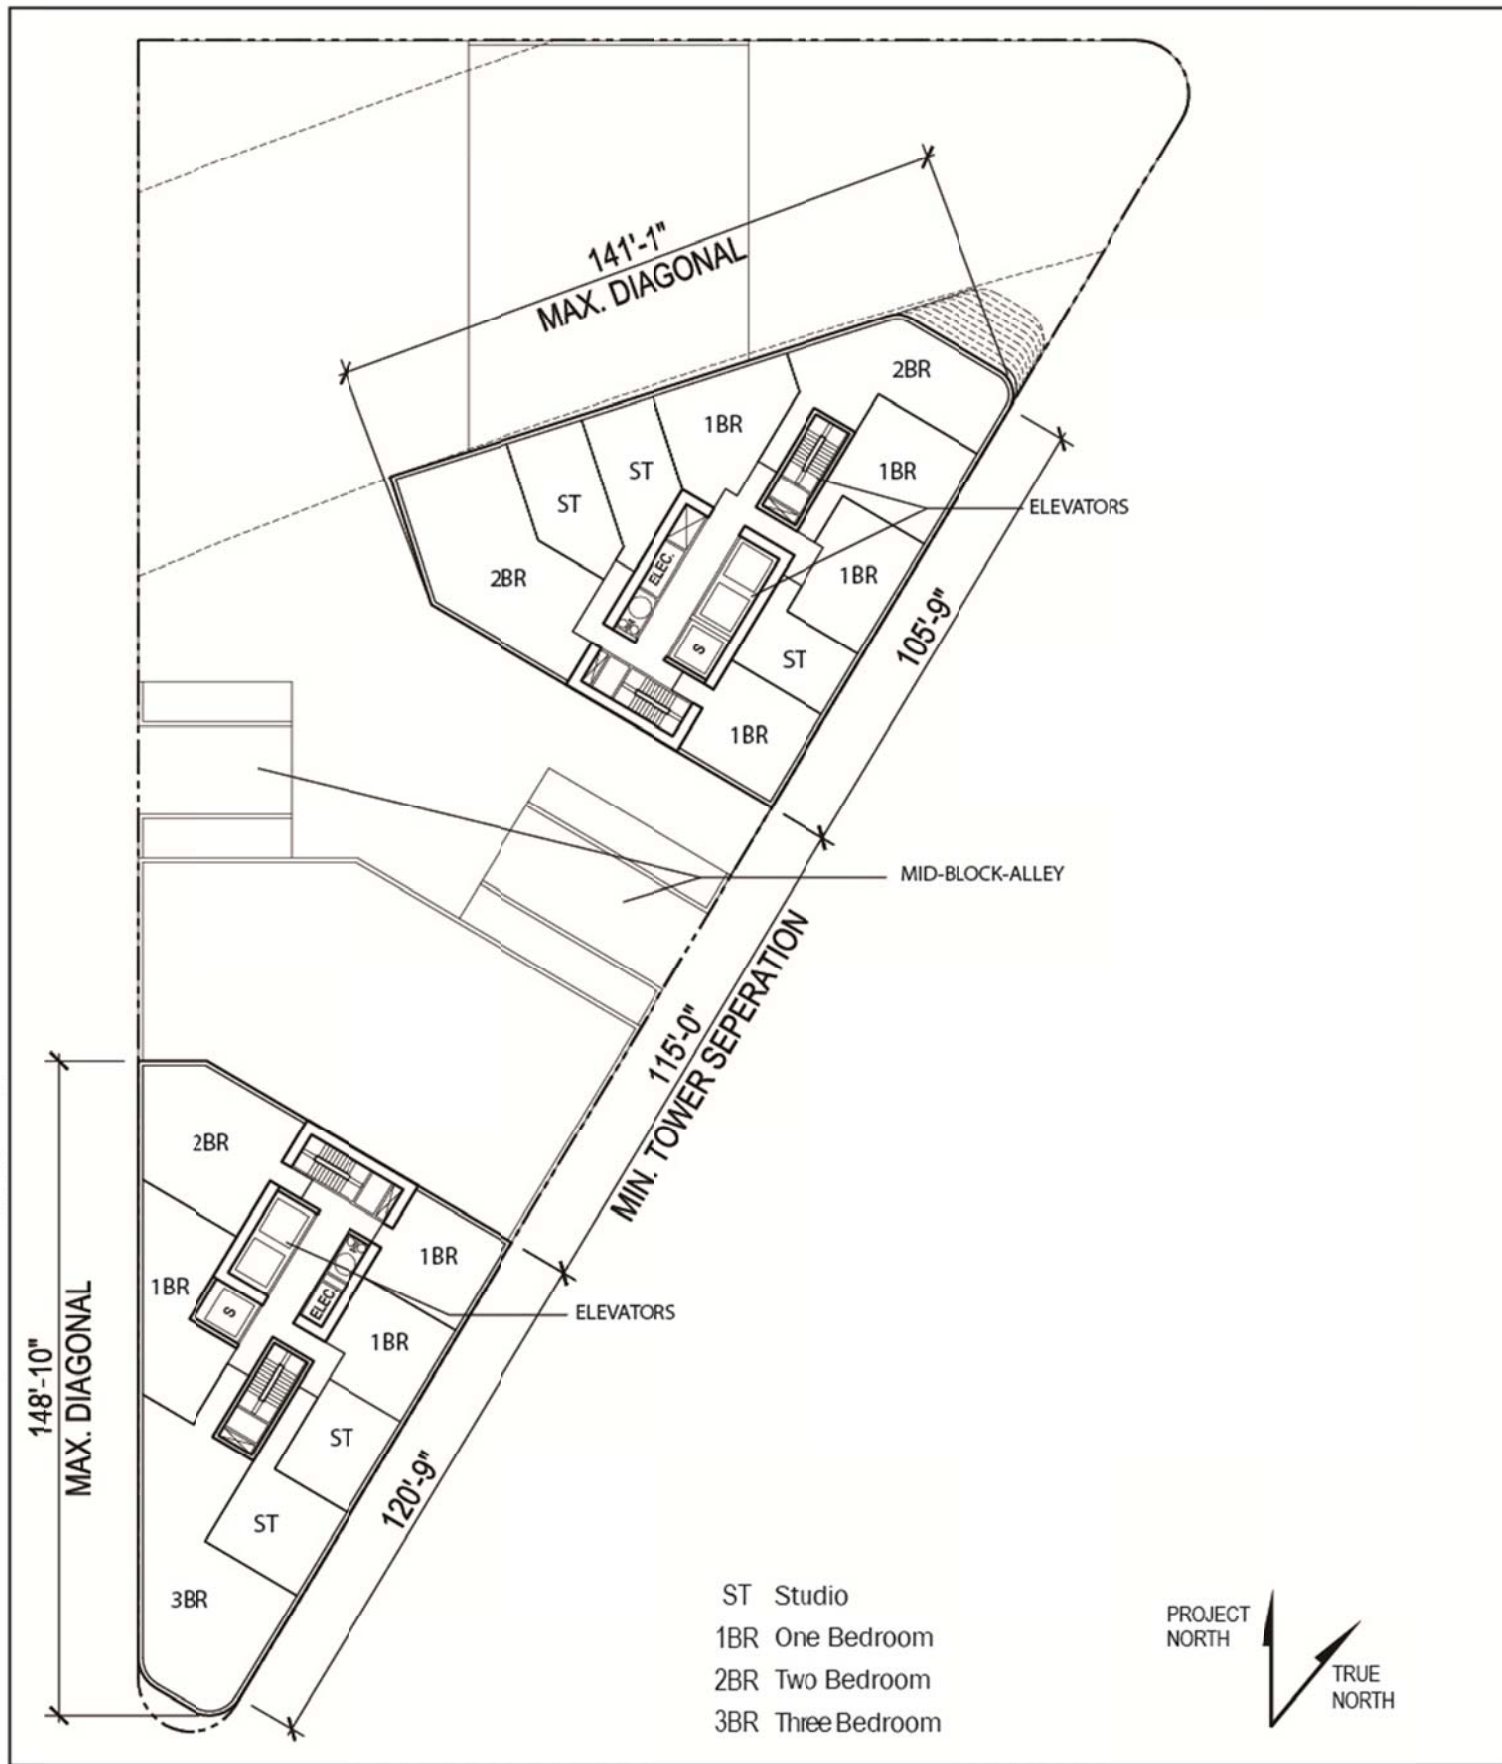 141'-1"
MAX. DIAGONAL
2BR
1BR
ST
1BR
ST
ELEVATORS
ELEC.
2BR
1BR
105'-9"
S
ST
1BR
MID-BLOCK-ALLEY
115'-0"
MIN. TOWER SEPERATION
2BR
1BR
1BR
ELEC.
S
ELEVATORS
1BR
148'-10"
MAX. DIAGONAL
ST
120'-9"
ST
3BR
ST Studio
1BR One Bedroom
2BR Two Bedroom
3BR Three Bedroom
PROJECT
NORTH
TRUE
NORTH